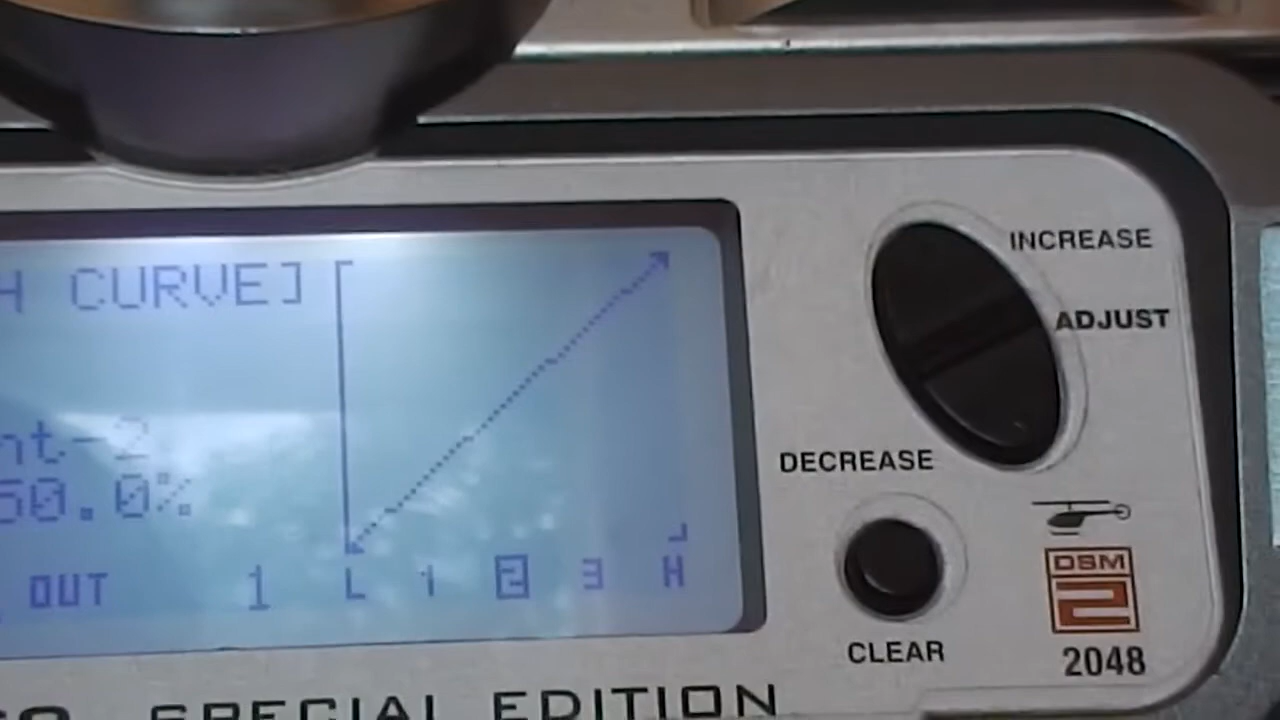 H CURVE]
nt-2
50.0%
OUT 1 L 1 2 3 H
INCREASE
ADJUST
DECREASE
CLEAR
DSM
2
2048
SPECIAL EDITION